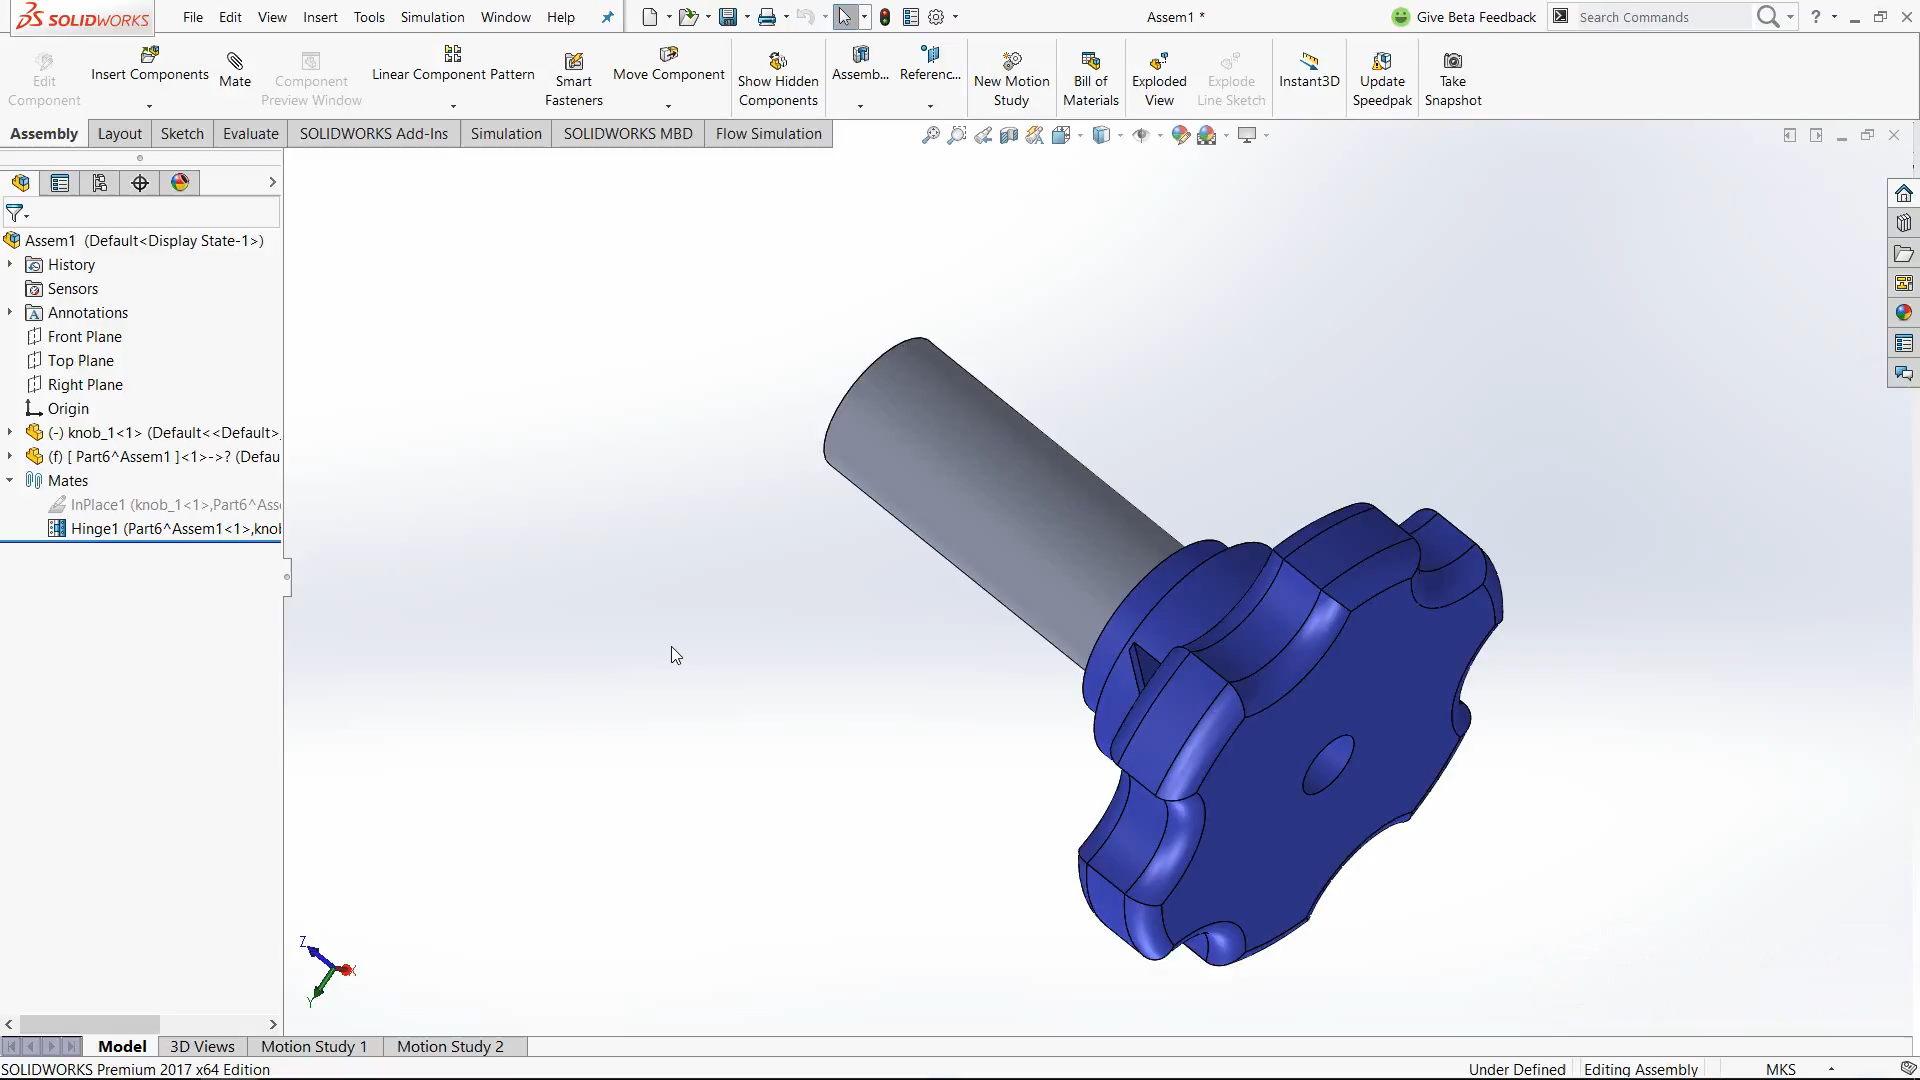 SOLIDWORKS File Edit View Insert Tools Simulation Window Help Assem1 * Give Beta Feedback Search Commands ?
Edit Component
Insert Components
Mate
Component Preview Window
Linear Component Pattern
Smart Fasteners
Move Component
Show Hidden Components
Assemb...
Referenc...
New Motion Study
Bill of Materials
Exploded View
Explode Line Sketch
Instant3D
Update Speedpak
Take Snapshot
Assembly Layout Sketch Evaluate SOLIDWORKS Add-Ins Simulation SOLIDWORKS MBD Flow Simulation
Assem1 (Default<Display State-1>)
History
Sensors
Annotations
Front Plane
Top Plane
Right Plane
Origin
(-) knob_1<1> (Default<<Default>
(f) [ Part6^Assem1 ]<1>->? (Defau
Mates
InPlace1 (knob_1<1>,Part6^Ass
Hinge1 (Part6^Assem1<1>,knob
Z
X
Y
Model 3D Views Motion Study 1 Motion Study 2
SOLIDWORKS Premium 2017 x64 Edition Under Defined Editing Assembly MKS